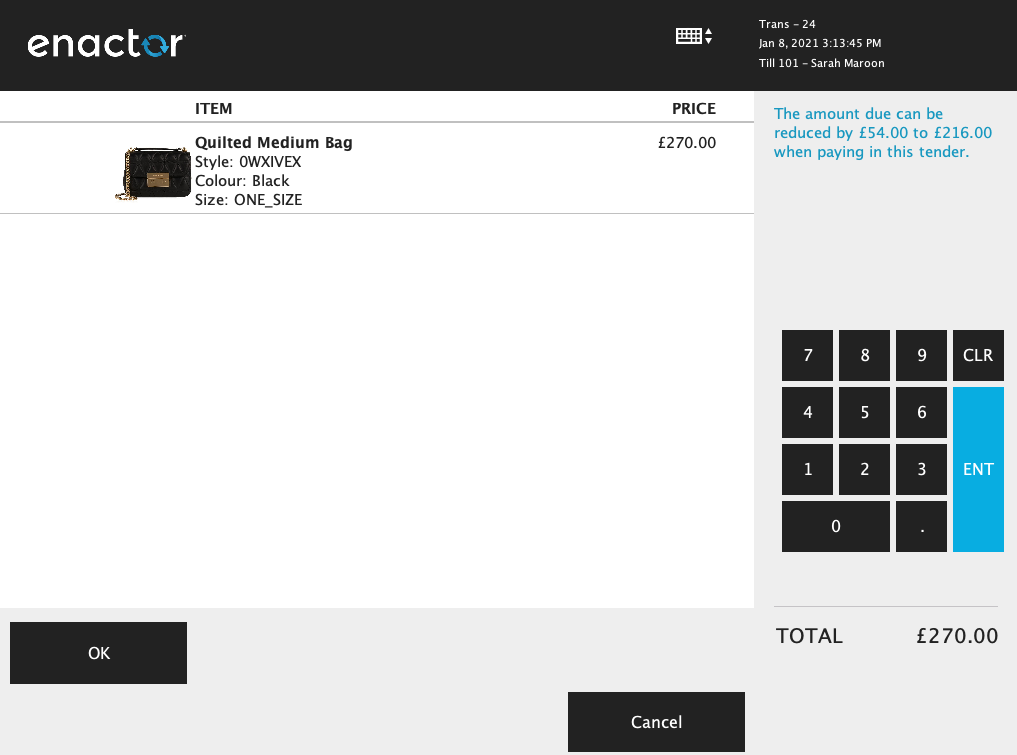 enactor
Trans – 24
Jan 8, 2021 3:13:45 PM
Till 101 – Sarah Maroon
ITEM PRICE
Quilted Medium Bag £270.00
Style: 0WXIVEX
Colour: Black
Size: ONE_SIZE
The amount due can be
reduced by £54.00 to £216.00
when paying in this tender.
7 8 9 CLR
4 5 6
1 2 3 ENT
0 .
TOTAL £270.00
OK
Cancel